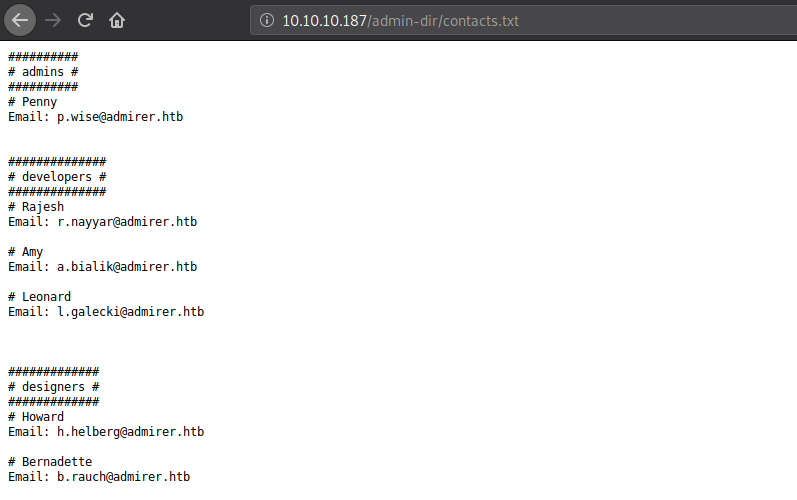 10.10.10.187/admin-dir/contacts.txt
##########
# admins #
##########
# Penny
Email: p.wise@admirer.htb
##############
# developers #
##############
# Rajesh
Email: r.nayyar@admirer.htb
# Amy
Email: a.bialik@admirer.htb
# Leonard
Email: l.galecki@admirer.htb
#############
# designers #
#############
# Howard
Email: h.helberg@admirer.htb
# Bernadette
Email: b.rauch@admirer.htb